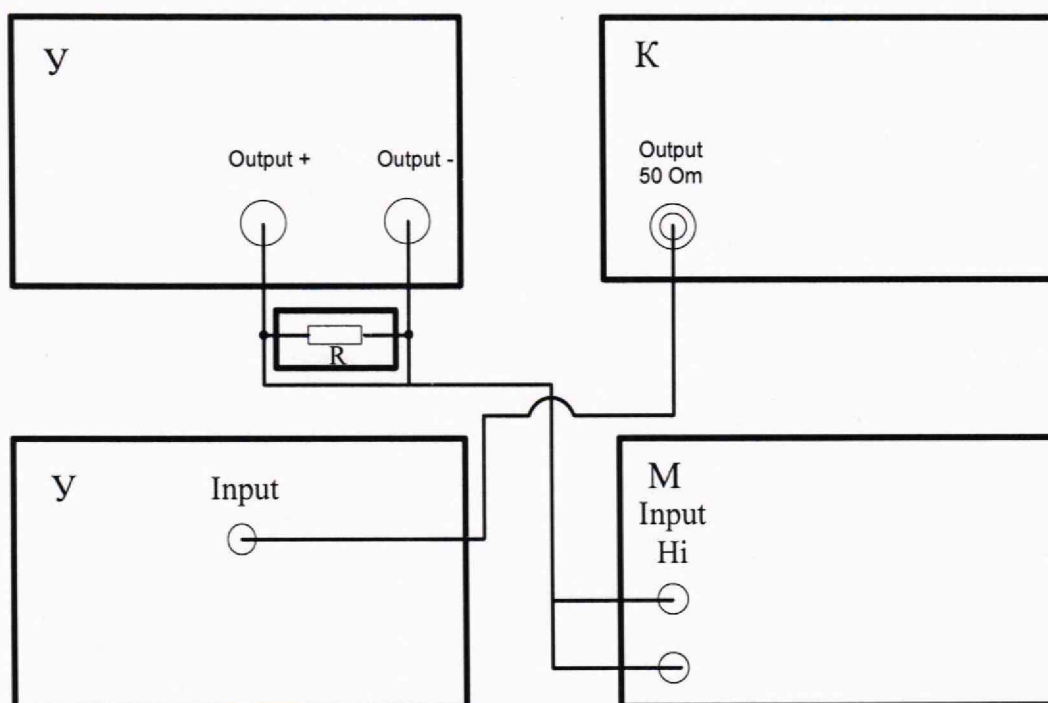 У
Output +
Output -
К
Output
50 Om
R
У
Input
М
Input
Hi